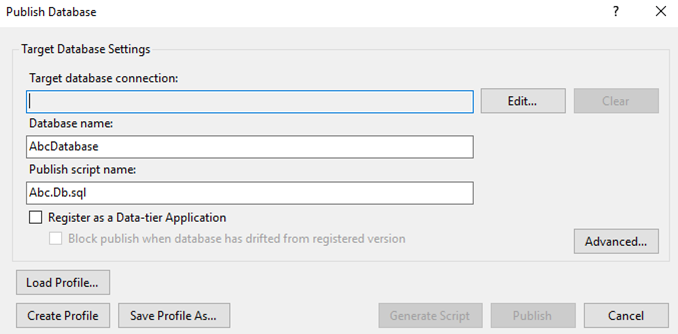 Publish Database
?
Target Database Settings
Target database connection:
Edit...
Clear
Database name:
AbcDatabase
Publish script name:
Abc.Db.sql
Register as a Data-tier Application
Block publish when database has drifted from registered version
Advanced...
Load Profile...
Create Profile
Save Profile As...
Generate Script
Publish
Cancel